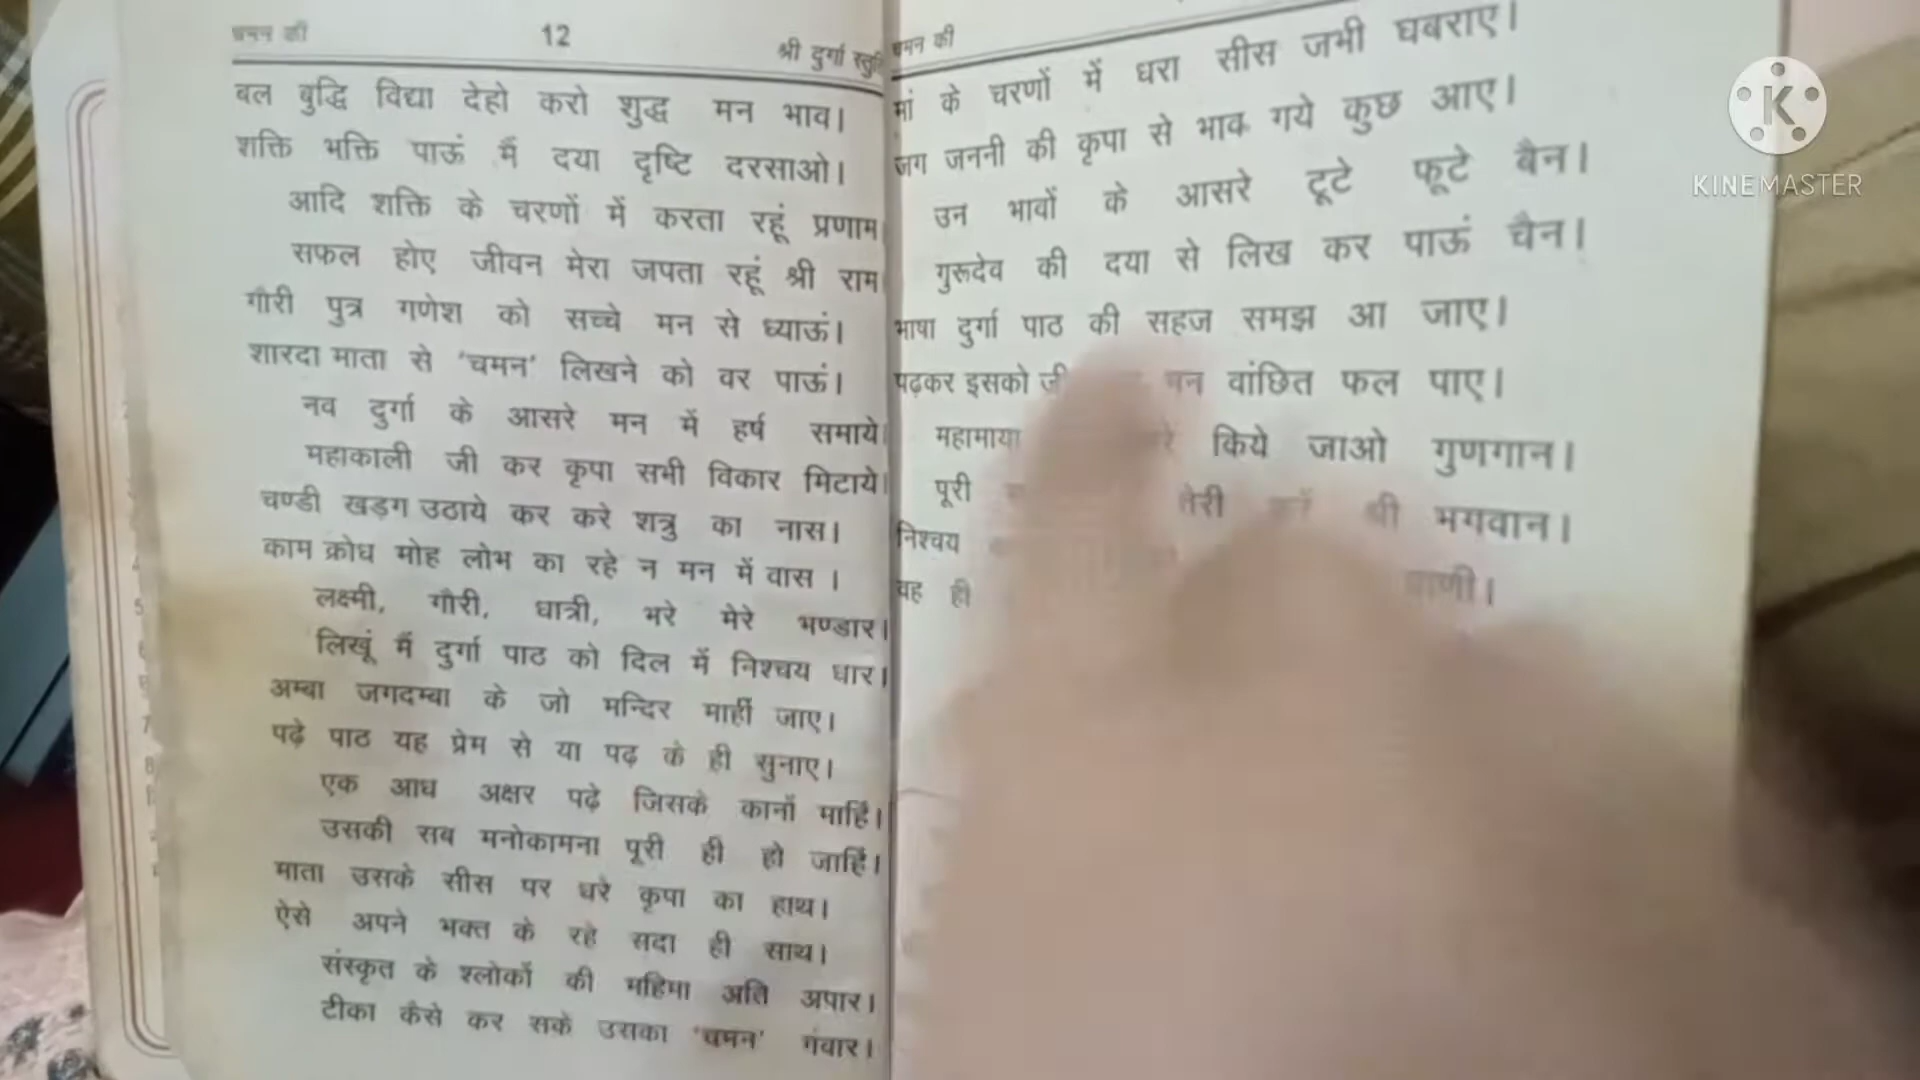 चमन की 12 श्री दुर्गा स्तुति
बल बुद्धि विद्या देहो करो शुद्ध मन भाव।
शक्ति भक्ति पाऊं मैं दया दृष्टि दरसाओ।
आदि शक्ति के चरणों में करता रहूं प्रणाम
सफल होए जीवन मेरा जपता रहूं श्री राम
गौरी पुत्र गणेश को सच्चे मन से ध्याऊं।
शारदा माता से 'चमन' लिखने को वर पाऊं।
नव दुर्गा के आसरे मन में हर्ष समाये।
महाकाली जी कर कृपा सभी विकार मिटाये।
चण्डी खड़ग उठाये कर करे शत्रु का नास।
काम क्रोध मोह लोभ का रहे न मन में वास ।
लक्ष्मी, गौरी, धात्री, भरे मेरे भण्डार।
लिखूं मैं दुर्गा पाठ को दिल में निश्चय धार।
अम्बा जगदम्बा के जो मन्दिर माहीं जाए।
पढ़े पाठ यह प्रेम से या पढ़ के ही सुनाए।
एक आध अक्षर पढ़े जिसके कानों माहिं।
उसकी सब मनोकामना पूरी ही हो जाहिं।
माता उसके सीस पर धरे कृपा का हाथ।
ऐसे अपने भक्त के रहे सदा ही साथ।
संस्कृत के श्लोकों की महिमा अति अपार।
टीका कैसे कर सके उसका 'चमन' गंवार।
चमन की
मां के चरणों में धरा सीस जभी घबराए।
जग जननी की कृपा से भाव गये कुछ आए।
उन भावों के आसरे टूटे फूटे बैन।
गुरूदेव की दया से लिख कर पाऊं चैन।
भाषा दुर्गा पाठ की सहज समझ आ जाए।
पढ़कर इसको मन वांछित फल पाए।
महामाया किये जाओ गुणगान।
पूरी तेरी श्री भगवान।
निश्चय
वह ही वाणी।
KINEMASTER